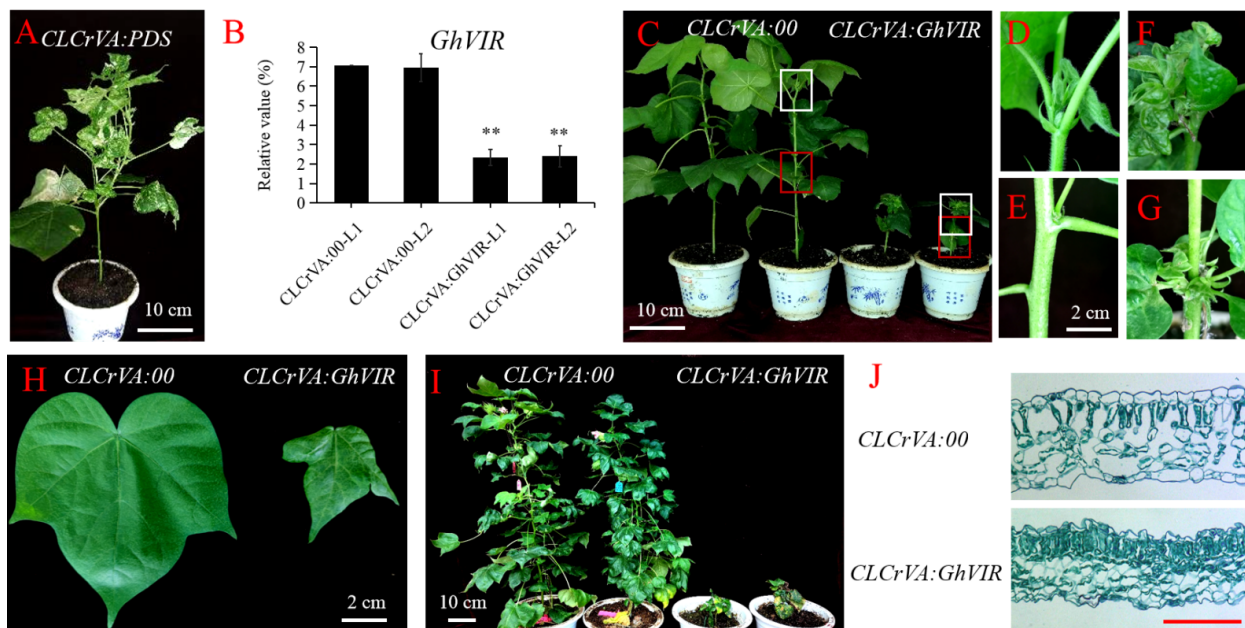 A
CLCrVA:PDS
10 cm
B
GhVIR
Relative value (%)
8
7
6
5
4
3
2
1
0
**
**
CLCrVA:00-L1
CLCrVA:00-L2
CLCrVA:GhVIR-L1
CLCrVA:GhVIR-L2
C
CLCrVA:00
CLCrVA:GhVIR
10 cm
D
E
2 cm
F
G
H
CLCrVA:00
CLCrVA:GhVIR
2 cm
I
CLCrVA:00
CLCrVA:GhVIR
10 cm
J
CLCrVA:00
CLCrVA:GhVIR